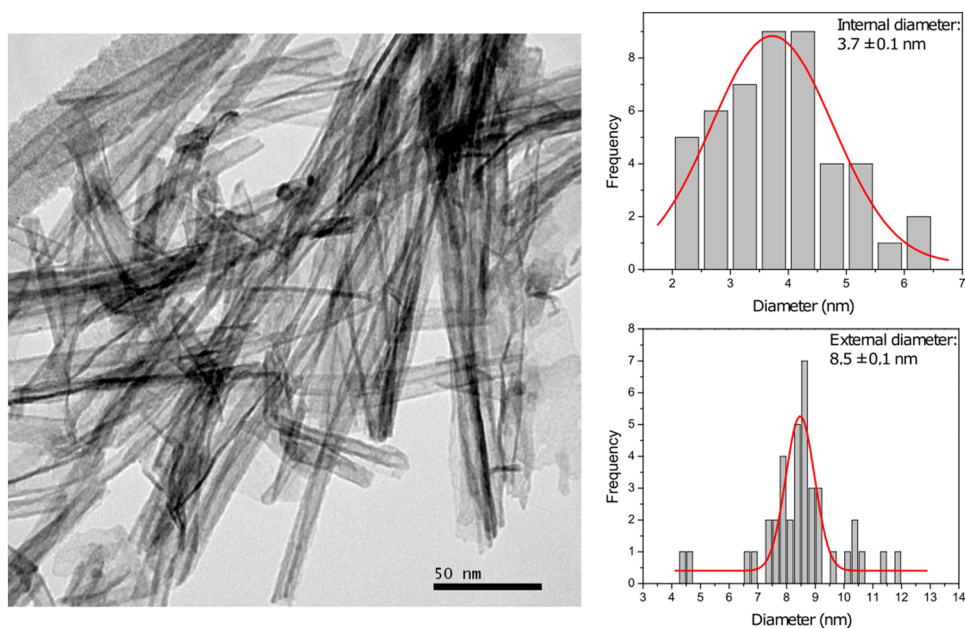 50 nm
Internal diameter:
3.7 ± 0.1 nm
Frequency
8
6
4
2
0
2 3 4 5 6 7
Diameter (nm)
External diameter:
8.5 ± 0.1 nm
Frequency
8
7
6
5
4
3
2
1
0
3 4 5 6 7 8 9 10 11 12 13 14
Diameter (nm)